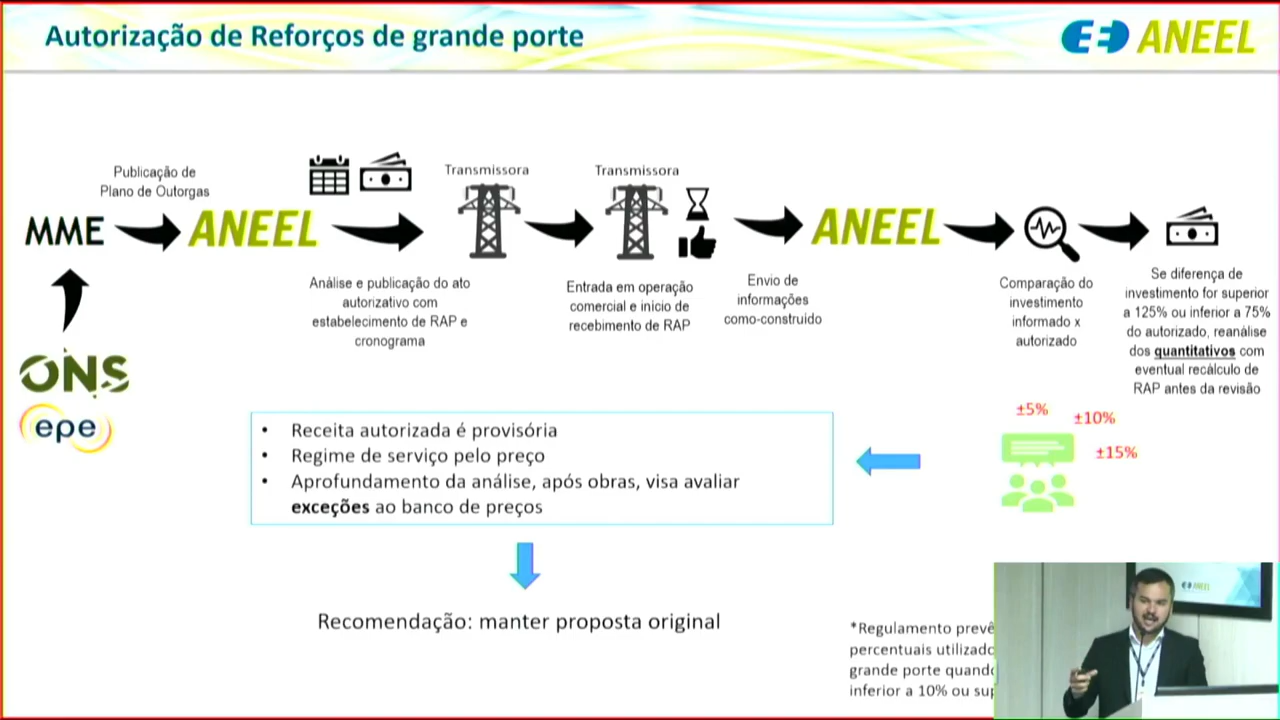 Autorização de Reforços de grande porte
ANEEL
Publicação de
Plano de Outorgas
Transmissora
Transmissora
MME
ANEEL
ANEEL
Análise e publicação do ato
autorizativo com
estabelecimento de RAP e
cronograma
Entrada em operação
comercial e inicio de
recebimento de RAP
Envio de
informações
como-construido
Comparação do
investimento
informado x
autorizado
Se diferença de
investimento for superior
a 125% ou inferior a 75%
do autorizado, reanálise
dos quantitativos com
eventual recálculo de
RAP antes da revisão
ONS
epe
±5%
±10%
±15%
• Receita autorizada é provisória
• Regime de serviço pelo preço
• Aprofundamento da análise, após obras, visa avaliar
exceções ao banco de preços
Recomendação: manter proposta original
*Regulamento prevê
percentuais
grande porte quando
inferior a 10% ou
ANEEL